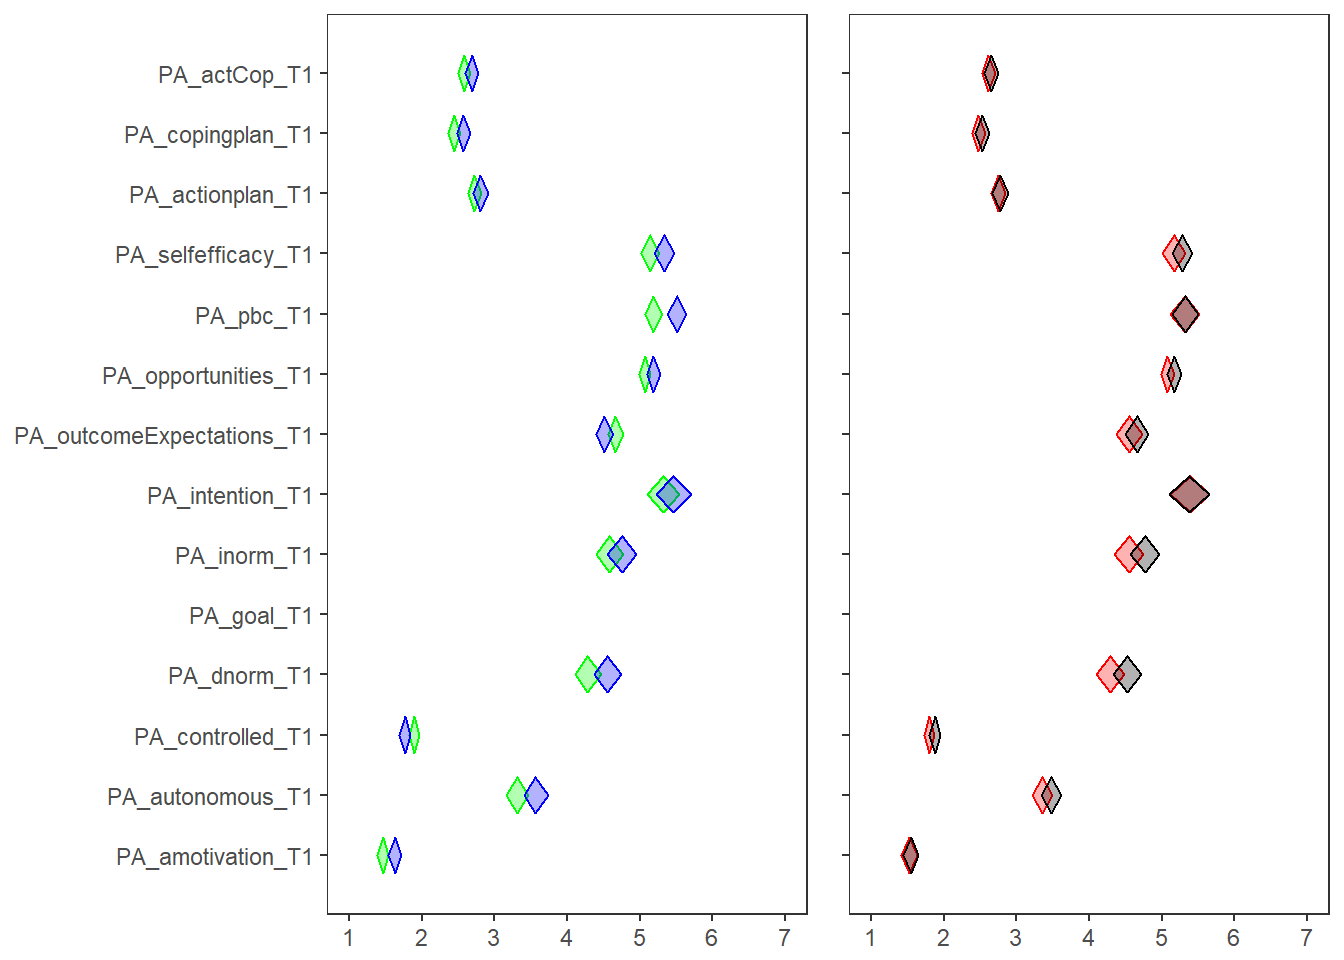 PA_actCop_T1
PA_copingplan_T1
PA_actionplan_T1
PA_selfefficacy_T1
PA_pbc_T1
PA_opportunities_T1
PA_outcomeExpectations_T1
PA_intention_T1
PA_inorm_T1
PA_goal_T1
PA_dnorm_T1
PA_controlled_T1
PA_autonomous_T1
PA_amotivation_T1
1 2 3 4 5 6 7 1 2 3 4 5 6 7